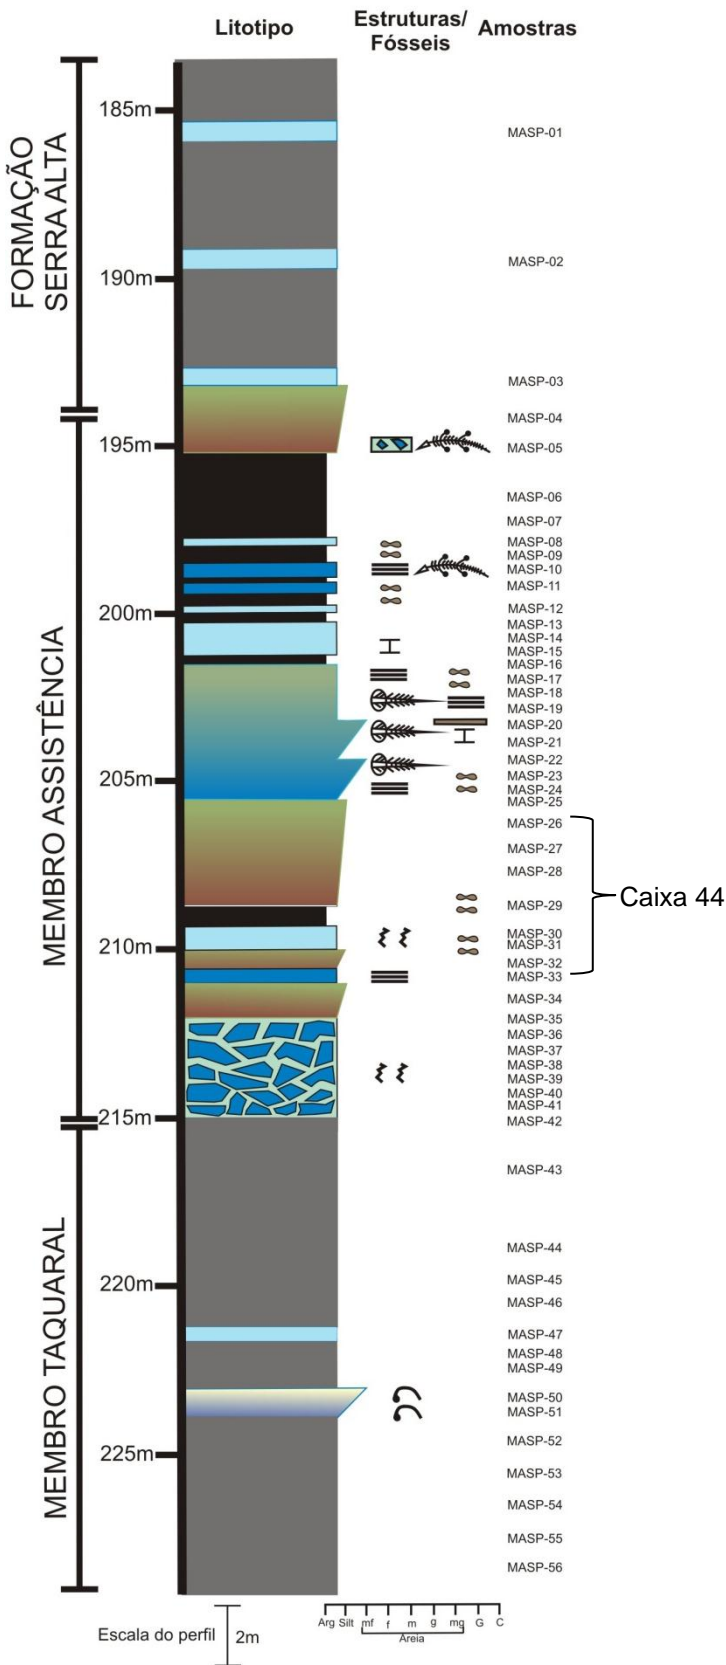 Litotipo
Estruturas/
Fósseis
Amostras
FORMAÇÃO
SERRA ALTA
MEMBRO ASSISTÊNCIA
MEMBRO TAQUARAL
185m
190m
195m
200m
205m
210m
215m
220m
225m
MASP-01
MASP-02
MASP-03
MASP-04
MASP-05
MASP-06
MASP-07
MASP-08
MASP-09
MASP-10
MASP-11
MASP-12
MASP-13
MASP-14
MASP-15
MASP-16
MASP-17
MASP-18
MASP-19
MASP-20
MASP-21
MASP-22
MASP-23
MASP-24
MASP-25
MASP-26
MASP-27
MASP-28
MASP-29
MASP-30
MASP-31
MASP-32
MASP-33
MASP-34
MASP-35
MASP-36
MASP-37
MASP-38
MASP-39
MASP-40
MASP-41
MASP-42
MASP-43
MASP-44
MASP-45
MASP-46
MASP-47
MASP-48
MASP-49
MASP-50
MASP-51
MASP-52
MASP-53
MASP-54
MASP-55
MASP-56
Caixa 44
Escala do perfil 2m
Arg Silt mf f m g mg G C
Areia